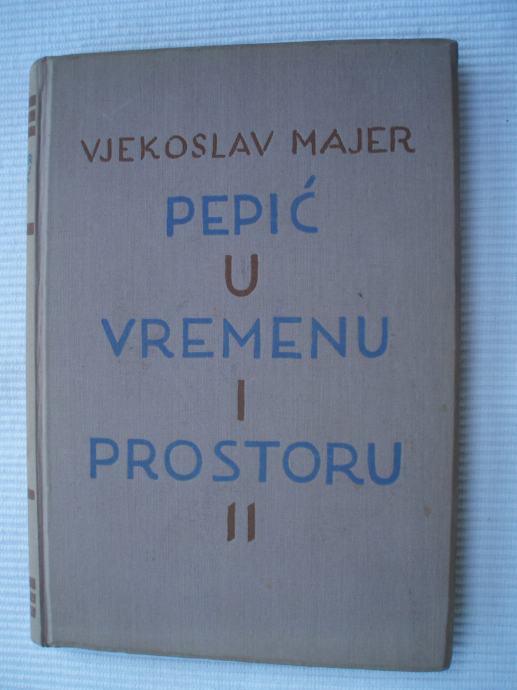 VJEKOSLAV MAJER
PEPIĆ
U
VREMENU
I
PROSTORU
II